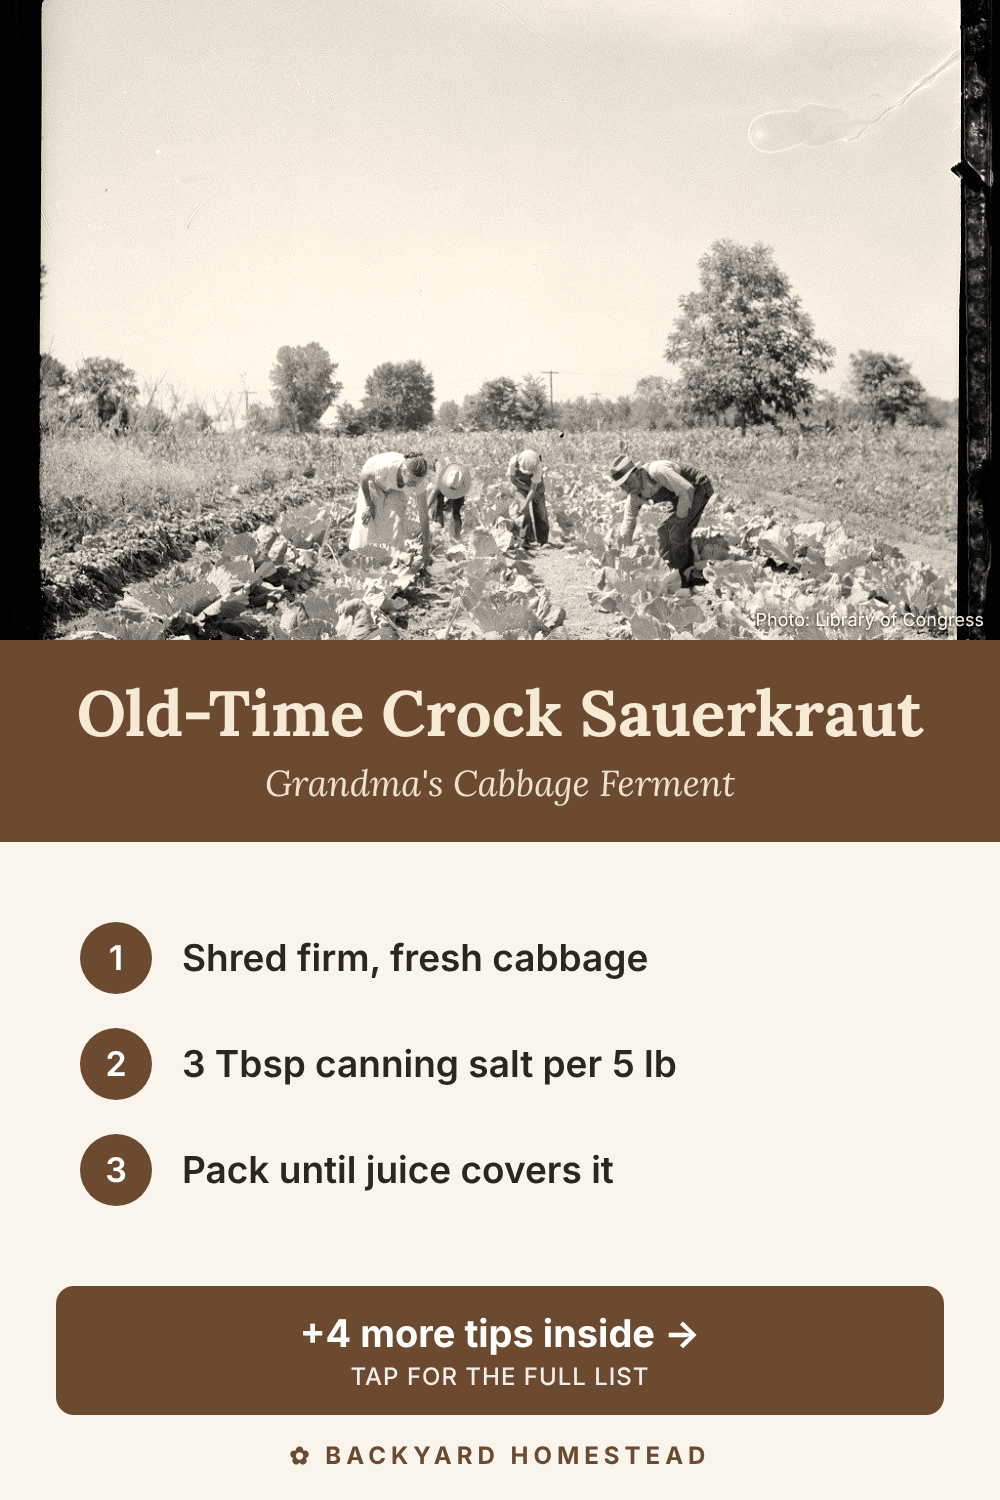 Photo: Library of Congress
Old-Time Crock Sauerkraut
Grandma's Cabbage Ferment
1 Shred firm, fresh cabbage
2 3 Tbsp canning salt per 5 lb
3 Pack until juice covers it
+4 more tips inside →
TAP FOR THE FULL LIST
✿ BACKYARD HOMESTEAD